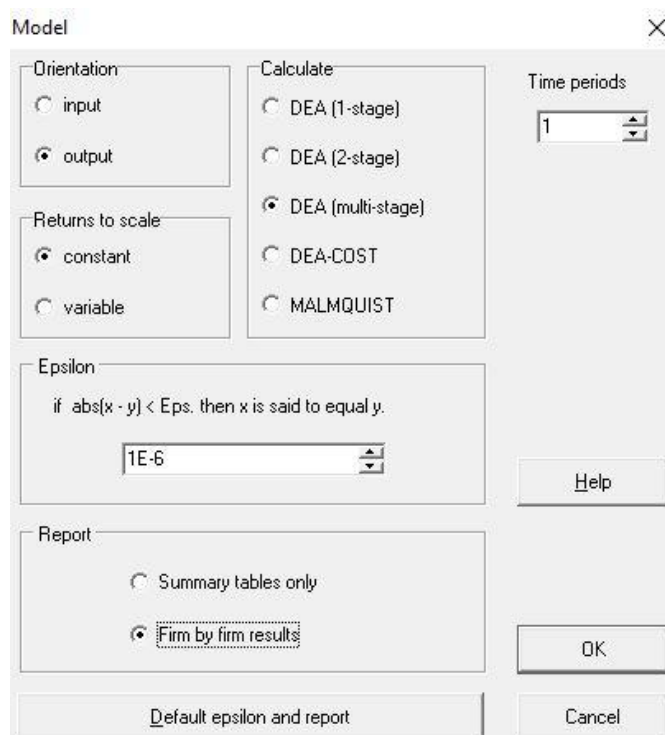 Model
Orientation
input
output
Returns to scale
constant
variable
Calculate
DEA (1-stage)
DEA (2-stage)
DEA (multi-stage)
DEA-COST
MALMQUIST
Time periods
1
Epsilon
if abs(x - y) < Eps. then x is said to equal y.
1E-6
Help
Report
Summary tables only
Firm by firm results
OK
Default epsilon and report
Cancel